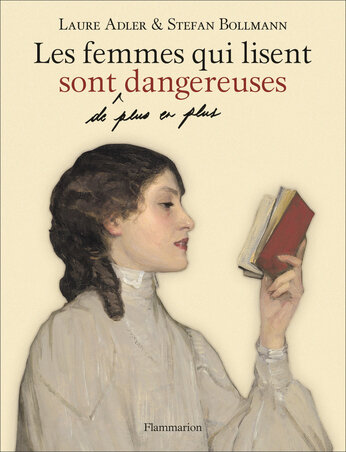 LAURE ADLER & STEFAN BOLLMANN
Les femmes qui lisent
sont dangereuses
de plus en plus
Flammarion